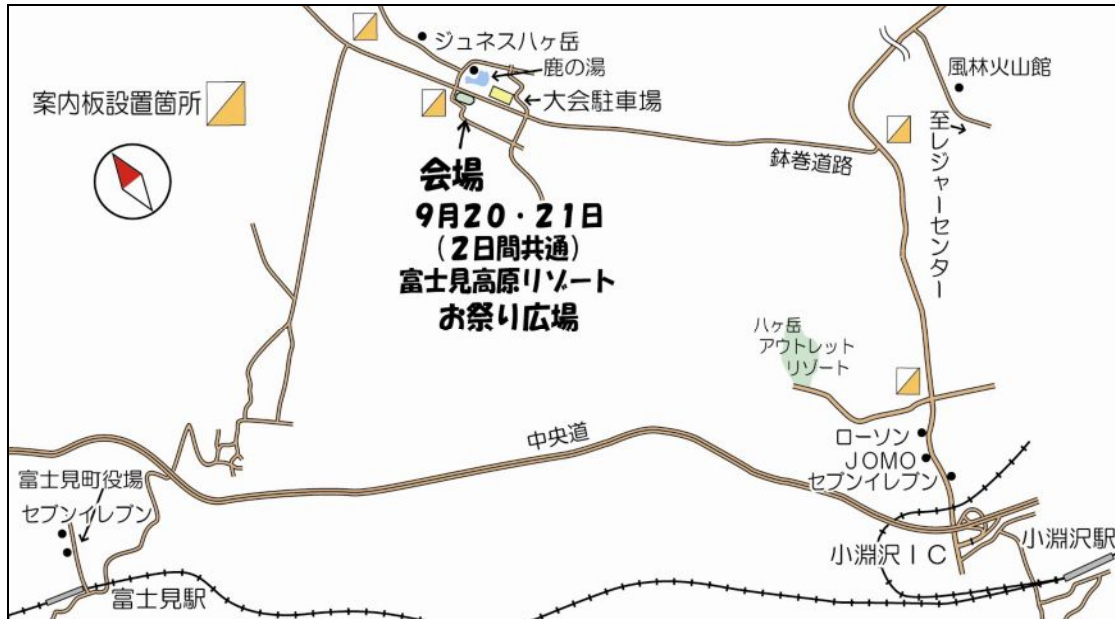 ジュネス八ヶ岳
鹿の湯
大会駐車場
案内板設置箇所
風林火山館
至レジャーセンター
鉢巻道路
会場
9月20・21日
(2日間共通)
富士見高原リゾート
お祭り広場
八ヶ岳
アウトレット
リゾート
中央道
ローソン
JOMO
セブンイレブン
富士見町役場
セブンイレブン
小淵沢IC
小淵沢駅
富士見駅